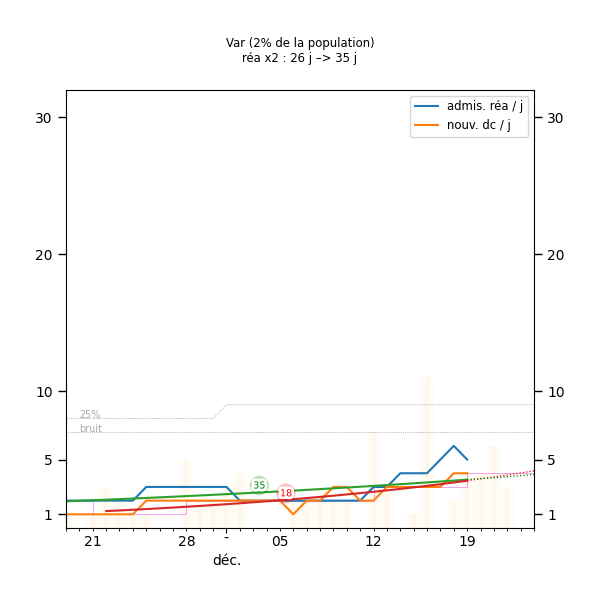 Var (2% de la population)
réa x2 : 26 j –> 35 j
admis. réa / j
nouv. dc / j
30 30
20 20
10 10
25%
bruit
5 5
35
18
1 1
21 28 - 05 12 19
déc.